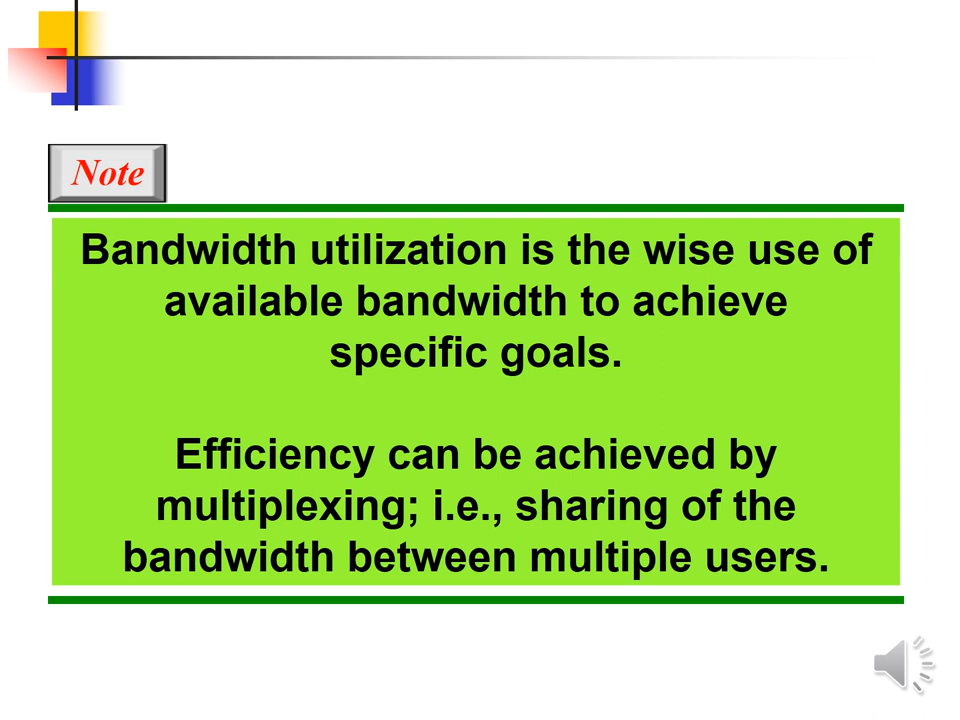 Note
Bandwidth utilization is the wise use of
available bandwidth to achieve
specific goals.
Efficiency can be achieved by
multiplexing; i.e., sharing of the
bandwidth between multiple users.